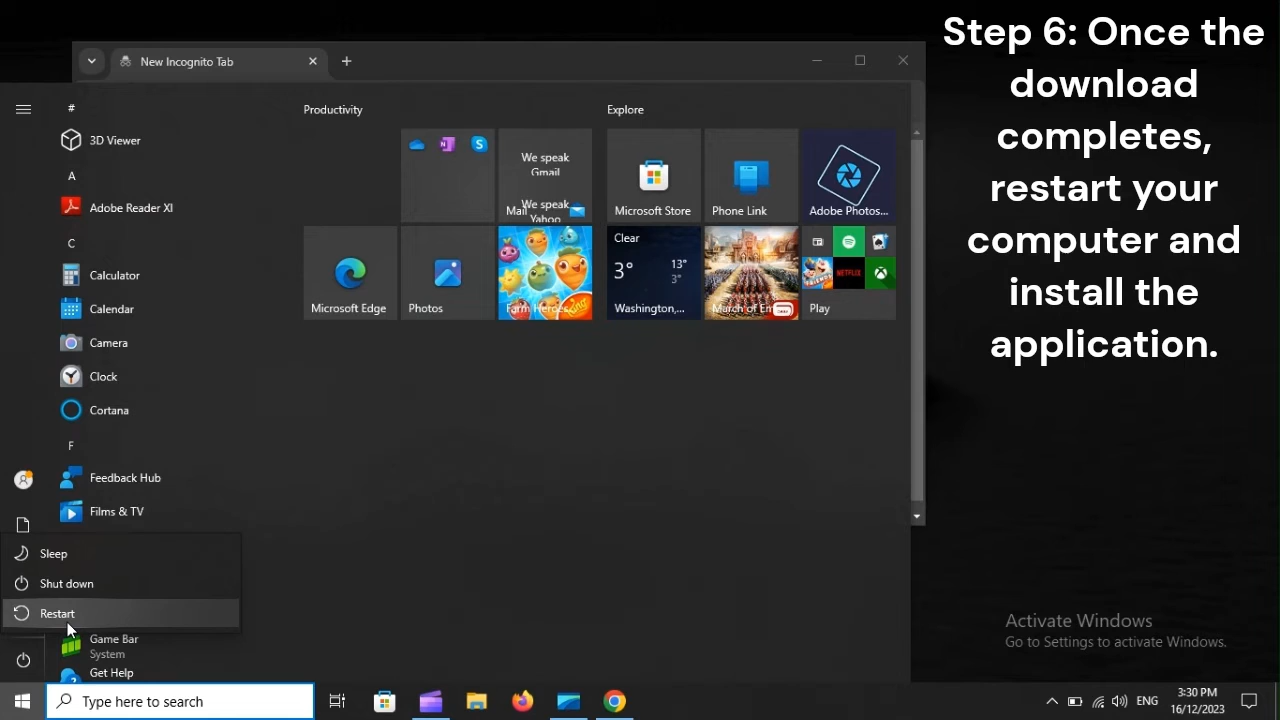 Step 6: Once the
download
completes,
restart your
computer and
install the
application.
New Incognito Tab
#
3D Viewer
A
Adobe Reader XI
C
Calculator
Calendar
Camera
Clock
Cortana
F
Feedback Hub
Films & TV
Sleep
Shut down
Restart
Game Bar
System
Get Help
Productivity
We speak
Gmail
We speak
Yahoo
Mail
Microsoft Edge
Photos
Farm Heroes...
Explore
Microsoft Store
Phone Link
Adobe Photos...
Clear
3°
13°
3°
Washington,...
March of Em...
NETFLIX
Play
Activate Windows
Go to Settings to activate Windows.
Type here to search
ENG
3:30 PM
16/12/2023